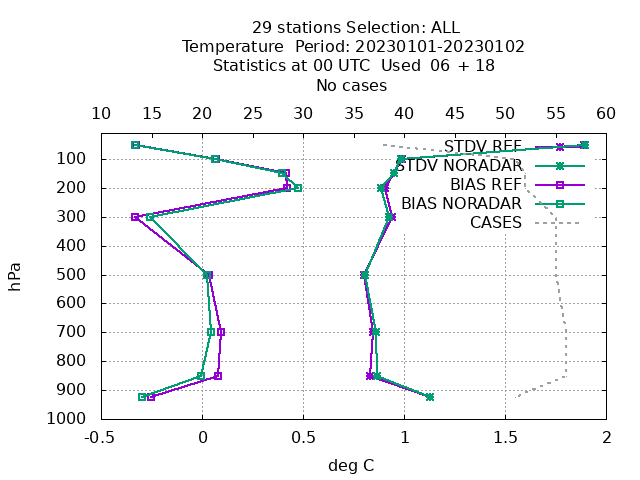 29 stations Selection: ALL
Temperature  Period: 20230101-20230102
Statistics at 00 UTC  Used  06 + 18
No cases
10 15 20 25 30 35 40 45 50 55 60
STDV REF
STDV NORADAR
BIAS REF
BIAS NORADAR
CASES
100
200
300
400
500
600
700
800
900
1000
hPa
-0.5 0 0.5 1 1.5 2
deg C